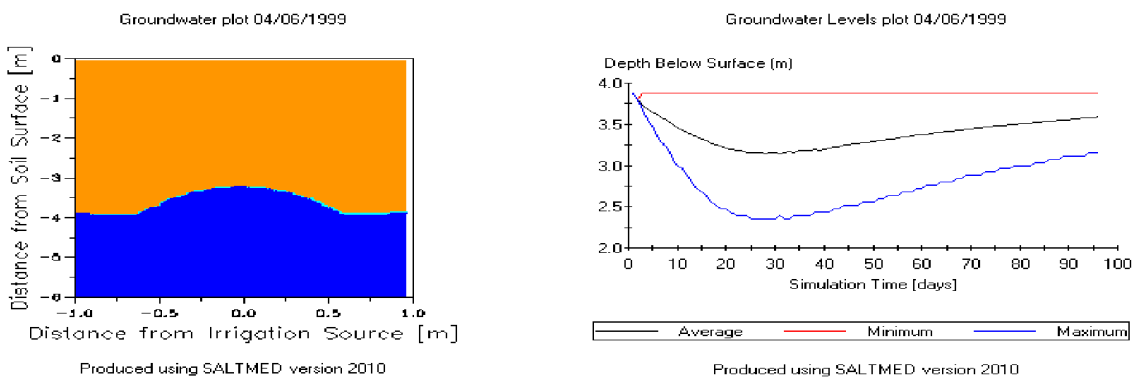 Groundwater plot 04/06/1999
Distance from Soil Surface [m]
0
-1
-2
-3
-4
-5
-6
-1.0 -0.5 0.0 0.5 1.0
Distance from Irrigation Source [m]
Produced using SALTMED version 2010
Groundwater Levels plot 04/06/1999
Depth Below Surface (m)
4.0
3.5
3.0
2.5
2.0
0 10 20 30 40 50 60 70 80 90 100
Simulation Time [days]
Average Minimum Maximum
Produced using SALTMED version 2010